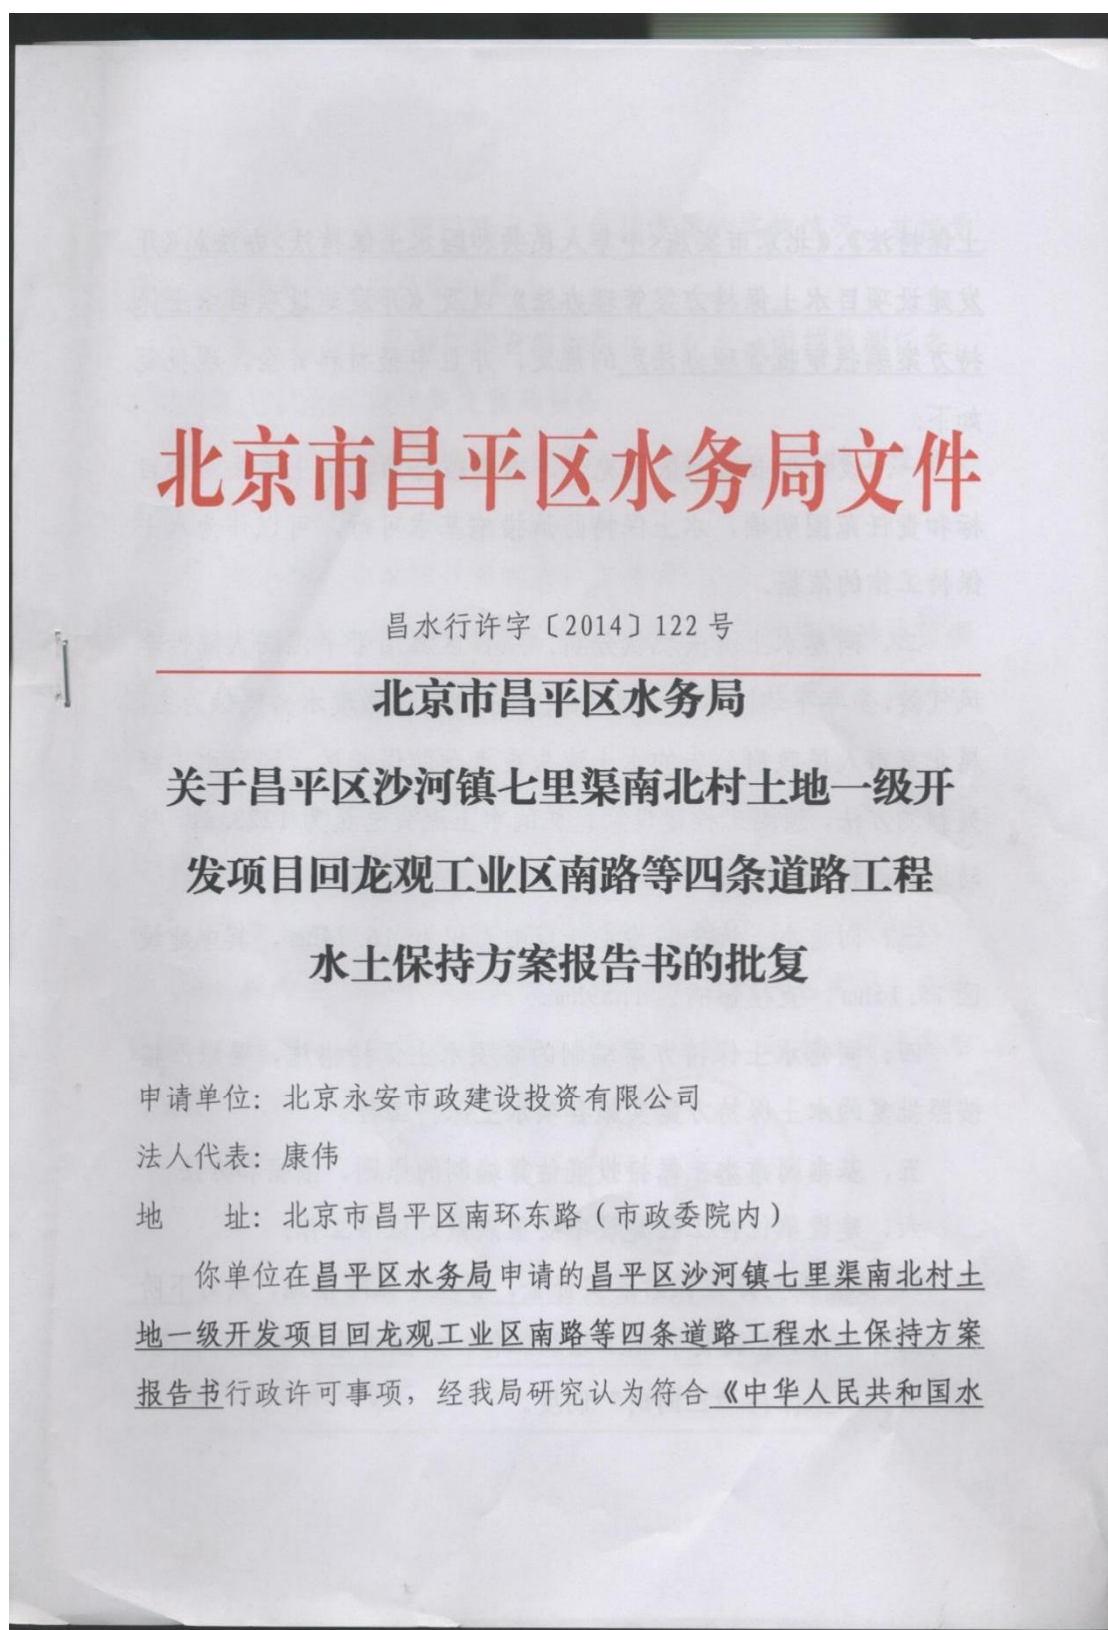 北京市昌平区水务局文件
昌水行许字〔2014〕122号
北京市昌平区水务局
关于昌平区沙河镇七里渠南北村土地一级开
发项目回龙观工业区南路等四条道路工程
水土保持方案报告书的批复
申请单位：北京永安市政建设投资有限公司
法人代表：康伟
地　　址：北京市昌平区南环东路（市政委院内）
你单位在昌平区水务局申请的昌平区沙河镇七里渠南北村土
地一级开发项目回龙观工业区南路等四条道路工程水土保持方案
报告书行政许可事项，经我局研究认为符合《中华人民共和国水